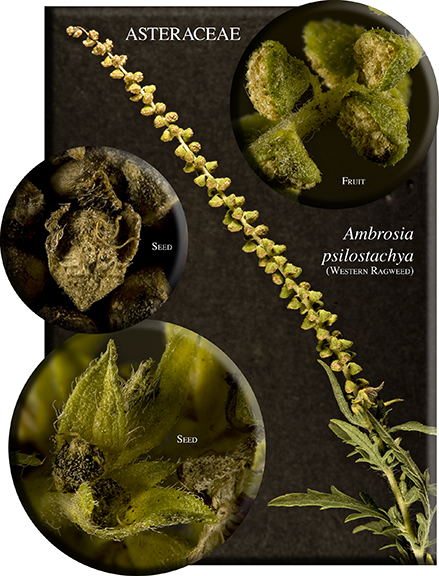 ASTERACEAE
FRUIT
SEED
Ambrosia
psilostachya
(WESTERN RAGWEED)
SEED